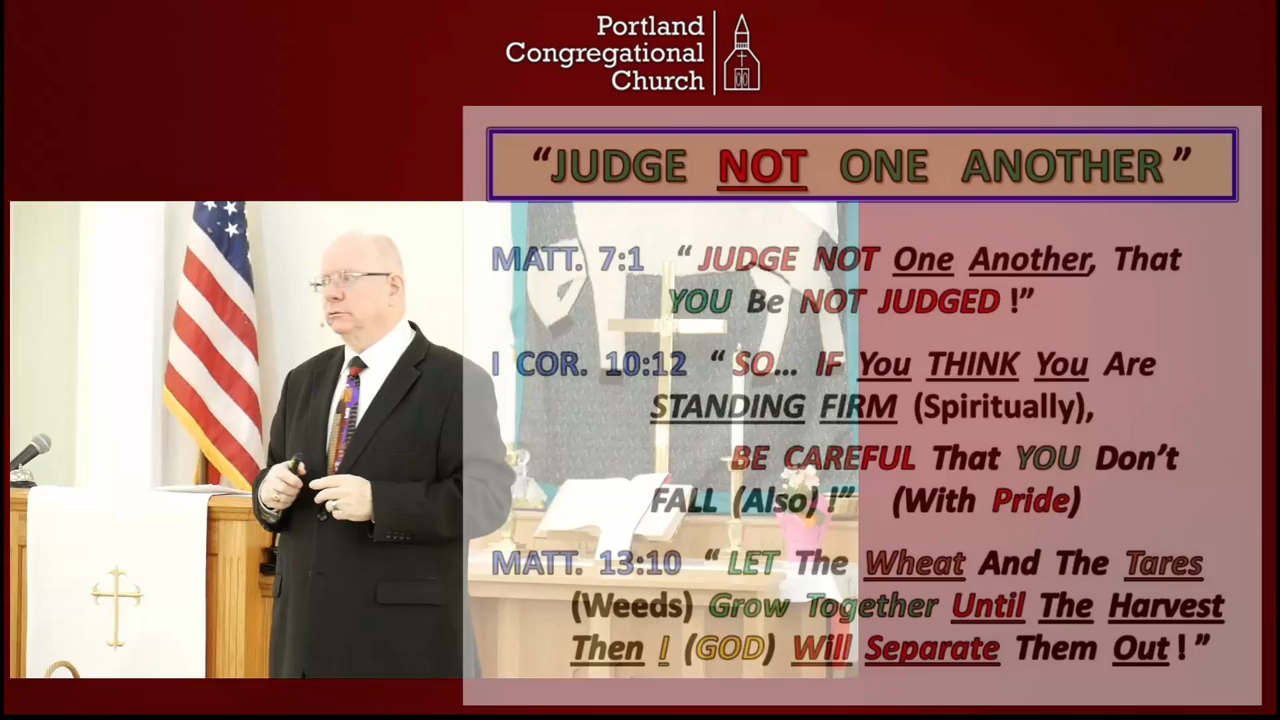 Portland
Congregational
Church
“JUDGE NOT ONE ANOTHER”
MATT. 7:1 “JUDGE NOT One Another, That
YOU Be NOT JUDGED !”
I COR. 10:12 “SO... IF You THINK You Are
STANDING FIRM (Spiritually),
BE CAREFUL That YOU Don’t
FALL (Also) !” (With Pride)
MATT. 13:10 “LET The Wheat And The Tares
(Weeds) Grow Together Until The Harvest
Then I (GOD) Will Separate Them Out ! ”